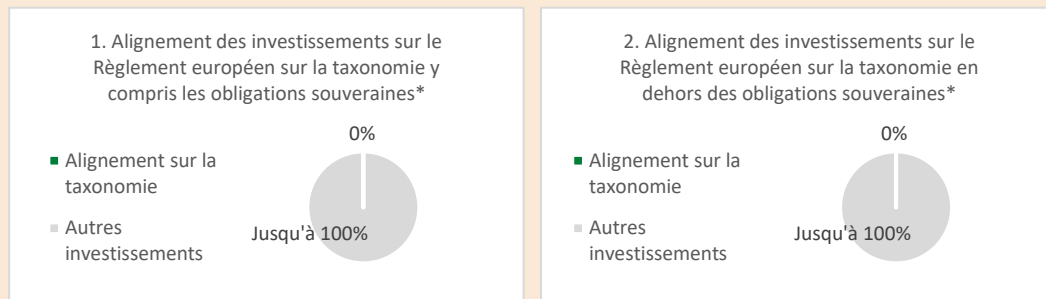 1. Alignement des investissements sur le
Règlement européen sur la taxonomie y
compris les obligations souveraines*
0%
Alignement sur la
taxonomie
Autres
investissements
Jusqu'à 100%
2. Alignement des investissements sur le
Règlement européen sur la taxonomie en
dehors des obligations souveraines*
0%
Alignement sur la
taxonomie
Autres
investissements
Jusqu'à 100%